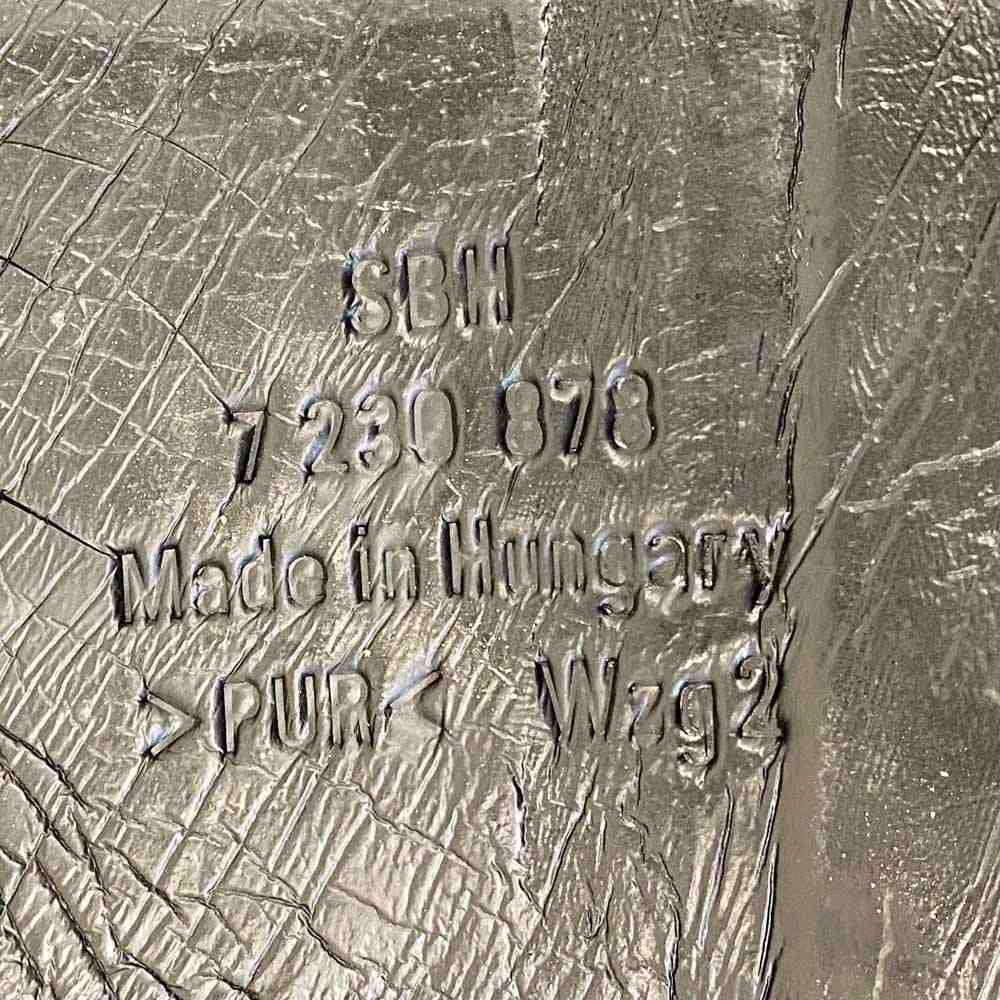 SBH
7 230 878
Made in Hungary
>PUR< Wzg2